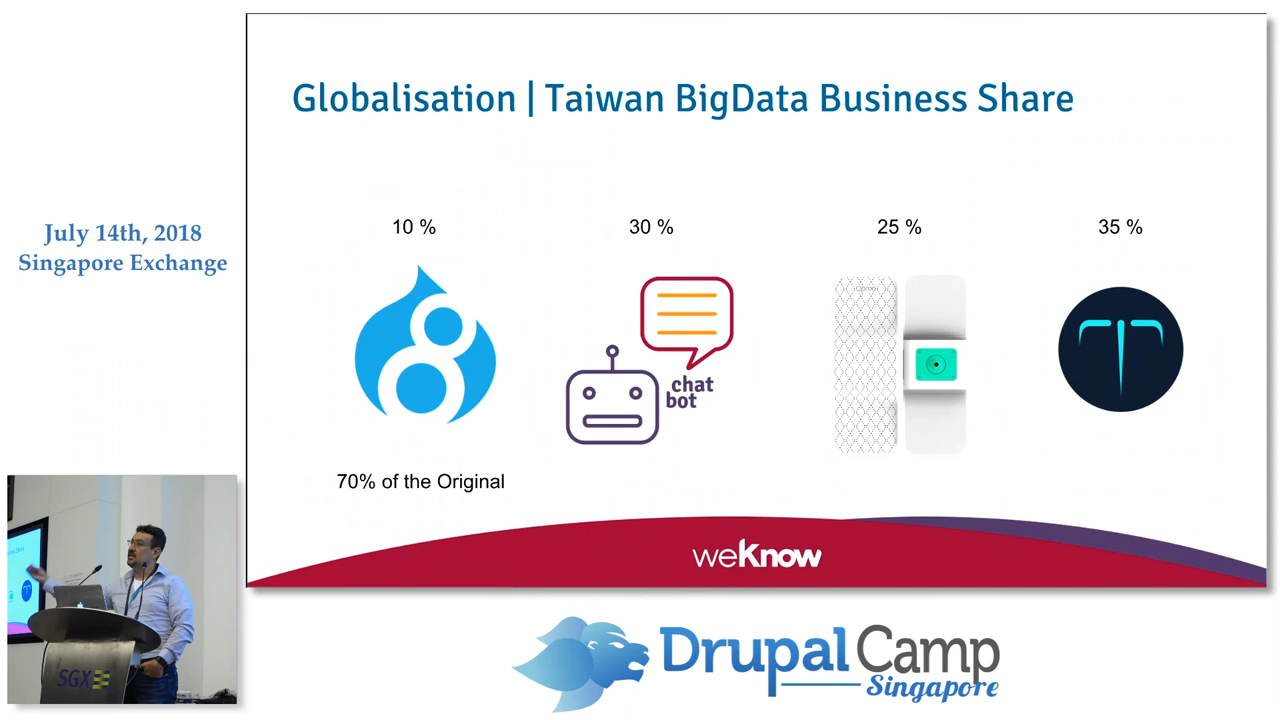 Globalisation | Taiwan BigData Business Share
July 14th, 2018
Singapore Exchange
10 %
30 %
25 %
35 %
chat
bot
70% of the Original
weKnow
SGX
DrupalCamp
Singapore